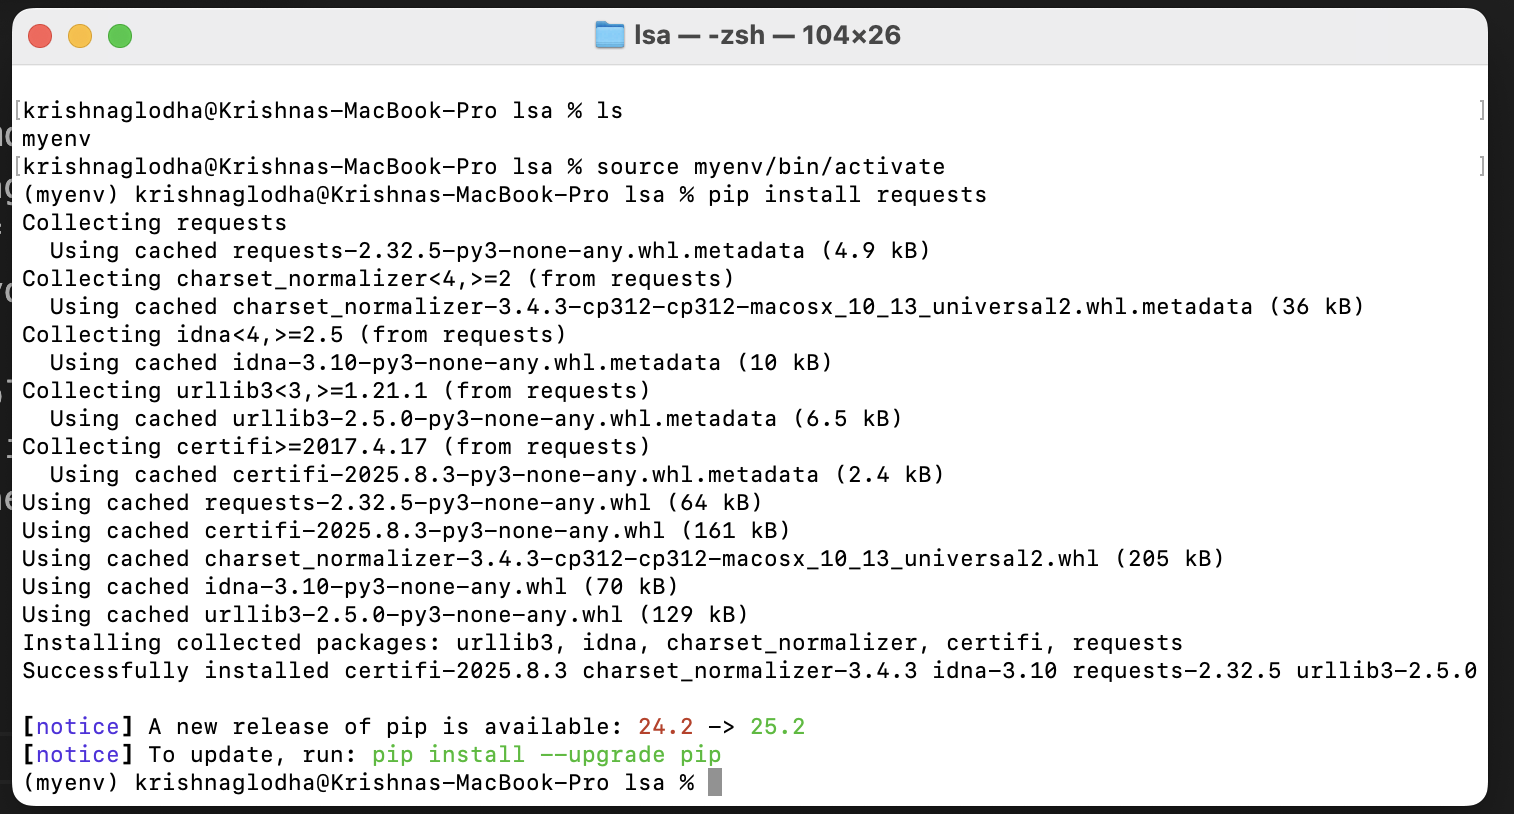 lsa — -zsh — 104×26
[krishnaglodha@Krishnas-MacBook-Pro lsa % ls ]
myenv
[krishnaglodha@Krishnas-MacBook-Pro lsa % source myenv/bin/activate ]
(myenv) krishnaglodha@Krishnas-MacBook-Pro lsa % pip install requests
Collecting requests
  Using cached requests-2.32.5-py3-none-any.whl.metadata (4.9 kB)
Collecting charset_normalizer<4,>=2 (from requests)
  Using cached charset_normalizer-3.4.3-cp312-cp312-macosx_10_13_universal2.whl.metadata (36 kB)
Collecting idna<4,>=2.5 (from requests)
  Using cached idna-3.10-py3-none-any.whl.metadata (10 kB)
Collecting urllib3<3,>=1.21.1 (from requests)
  Using cached urllib3-2.5.0-py3-none-any.whl.metadata (6.5 kB)
Collecting certifi>=2017.4.17 (from requests)
  Using cached certifi-2025.8.3-py3-none-any.whl.metadata (2.4 kB)
Using cached requests-2.32.5-py3-none-any.whl (64 kB)
Using cached certifi-2025.8.3-py3-none-any.whl (161 kB)
Using cached charset_normalizer-3.4.3-cp312-cp312-macosx_10_13_universal2.whl (205 kB)
Using cached idna-3.10-py3-none-any.whl (70 kB)
Using cached urllib3-2.5.0-py3-none-any.whl (129 kB)
Installing collected packages: urllib3, idna, charset_normalizer, certifi, requests
Successfully installed certifi-2025.8.3 charset_normalizer-3.4.3 idna-3.10 requests-2.32.5 urllib3-2.5.0
[notice] A new release of pip is available: 24.2 -> 25.2
[notice] To update, run: pip install --upgrade pip
(myenv) krishnaglodha@Krishnas-MacBook-Pro lsa %